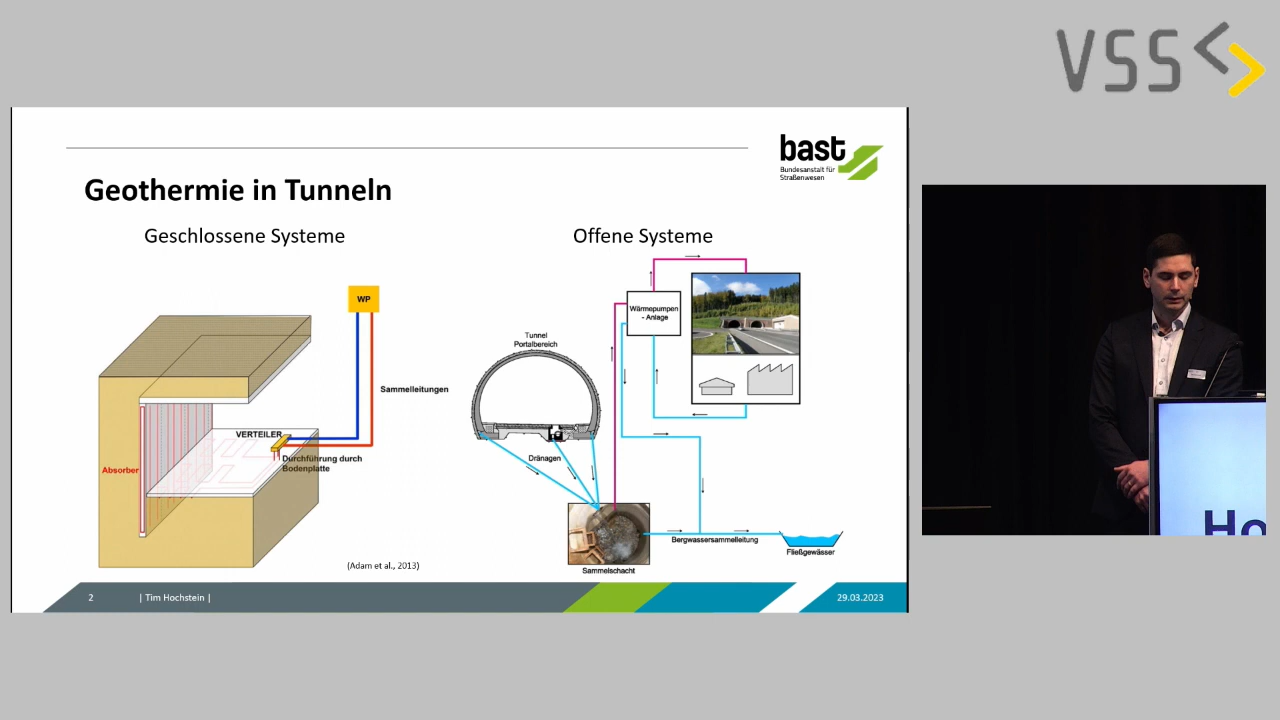 VSS
bast
Bundesanstalt für
Straßenwesen
Geothermie in Tunneln
Geschlossene Systeme
Offene Systeme
WP
Sammelleitungen
VERTEILER
Durchführung durch
Bodenplatte
Absorber
(Adam et al., 2013)
Wärmepumpen
- Anlage
Tunnel
Portalbereich
Dränagen
Bergwassersammelleitung
Fließgewässer
Sammelschacht
2
| Tim Hochstein |
29.03.2023
Ho